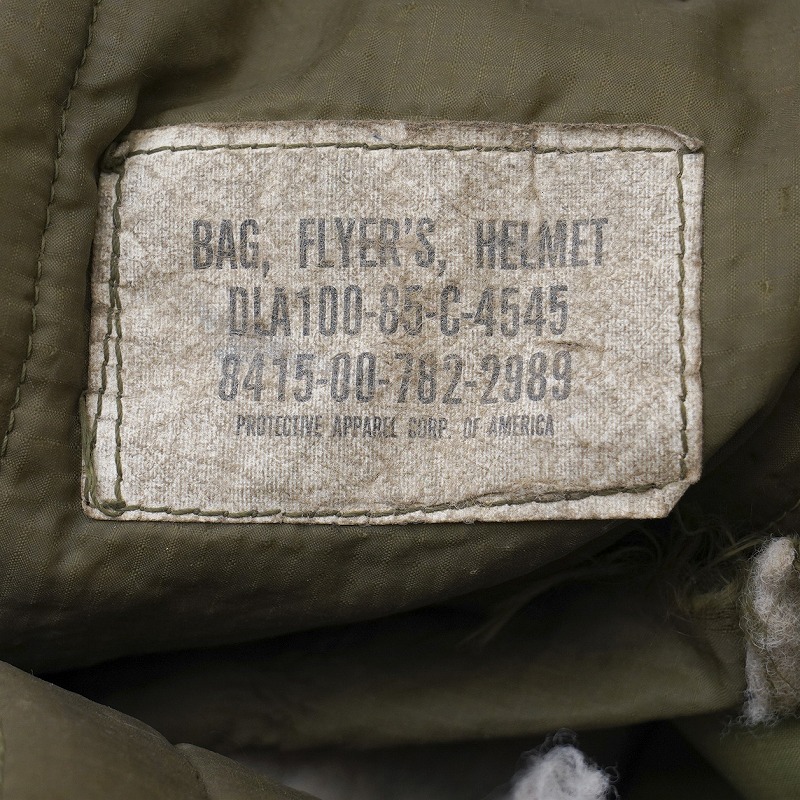 BAG, FLYER'S, HELMET
DLA100-85-C-4545
8415-00-782-2989
PROTECTIVE APPAREL CORP. OF AMERICA